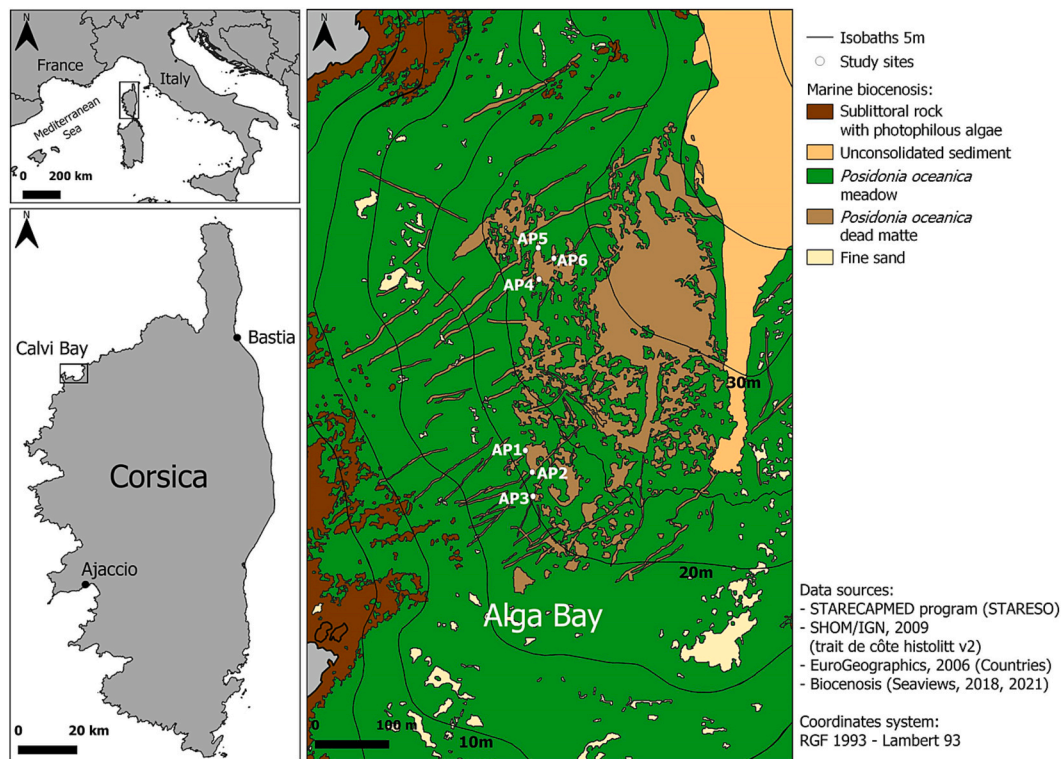 N
France
Italy
Mediterranean
Sea
0 200 km
N
Bastia
Calvi Bay
Corsica
Ajaccio
0 20 km
N
AP5
AP6
AP4
30m
AP1
AP2
AP3
20m
Alga Bay
0 100 m
10m
Isobaths 5m
Study sites
Marine biocenosis:
Sublittoral rock
with photophilous algae
Unconsolidated sediment
Posidonia oceanica
meadow
Posidonia oceanica
dead matte
Fine sand
Data sources:
- STARECAPMED program (STARESO)
- SHOM/IGN, 2009
(trait de côte histolitt v2)
- EuroGeographics, 2006 (Countries)
- Biocenosis (Seaviews, 2018, 2021)
Coordinates system:
RGF 1993 - Lambert 93